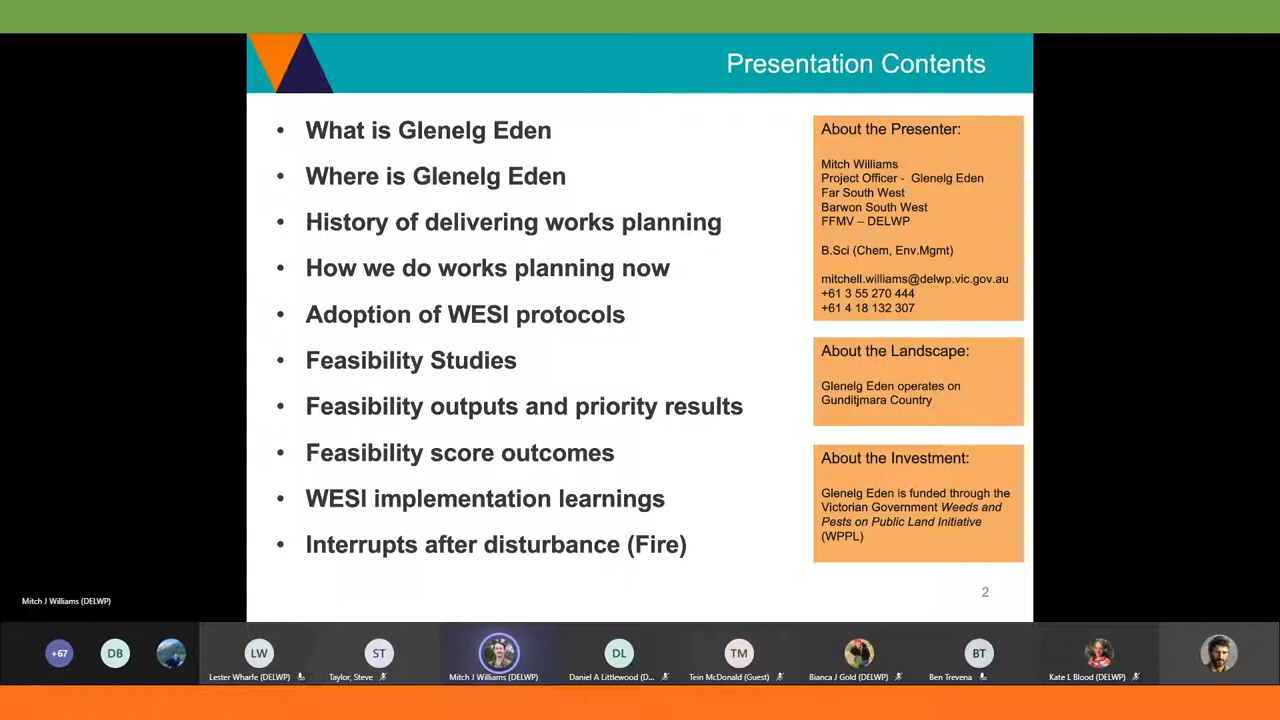 Presentation Contents
• What is Glenelg Eden
• Where is Glenelg Eden
• History of delivering works planning
• How we do works planning now
• Adoption of WESI protocols
• Feasibility Studies
• Feasibility outputs and priority results
• Feasibility score outcomes
• WESI implementation learnings
• Interrupts after disturbance (Fire)
About the Presenter:
Mitch Williams
Project Officer - Glenelg Eden
Far South West
Barwon South West
FFMV – DELWP
B.Sci (Chem, Env.Mgmt)
mitchell.williams@delwp.vic.gov.au
+61 3 55 270 444
+61 4 18 132 307
About the Landscape:
Glenelg Eden operates on
Gunditjmara Country
About the Investment:
Glenelg Eden is funded through the
Victorian Government Weeds and
Pests on Public Land Initiative
(WPPL)
2
Mitch J Williams (DELWP)
+67
DB
LW
Lester Wharfe (DELWP)
ST
Taylor, Steve
Mitch J Williams (DELWP)
DL
Daniel A Littlewood (D...
TM
Tein McDonald (Guest)
Bianca J Gold (DELWP)
BT
Ben Trevena
Kate L Blood (DELWP)